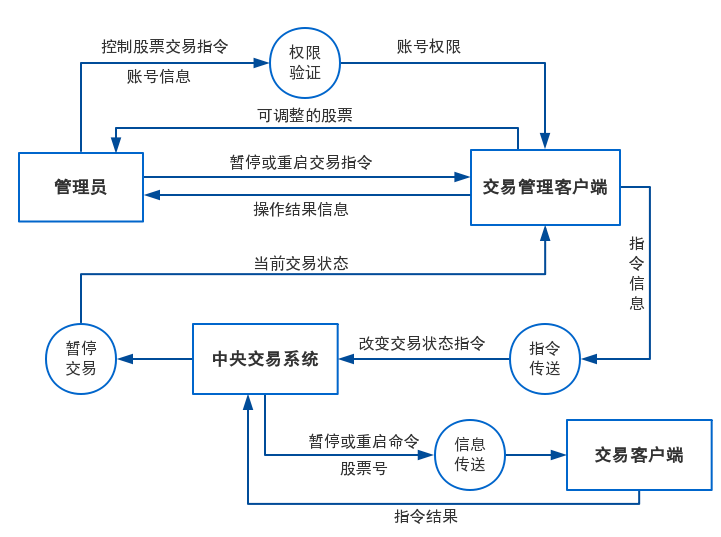 控制股票交易指令
账号信息
权限
验证
账号权限
可调整的股票
管理员
暂停或重启交易指令
操作结果信息
交易管理客户端
当前交易状态
指
令
信
息
暂停
交易
中央交易系统
改变交易状态指令
指令
传送
暂停或重启命令
股票号
信息
传送
交易客户端
指令结果